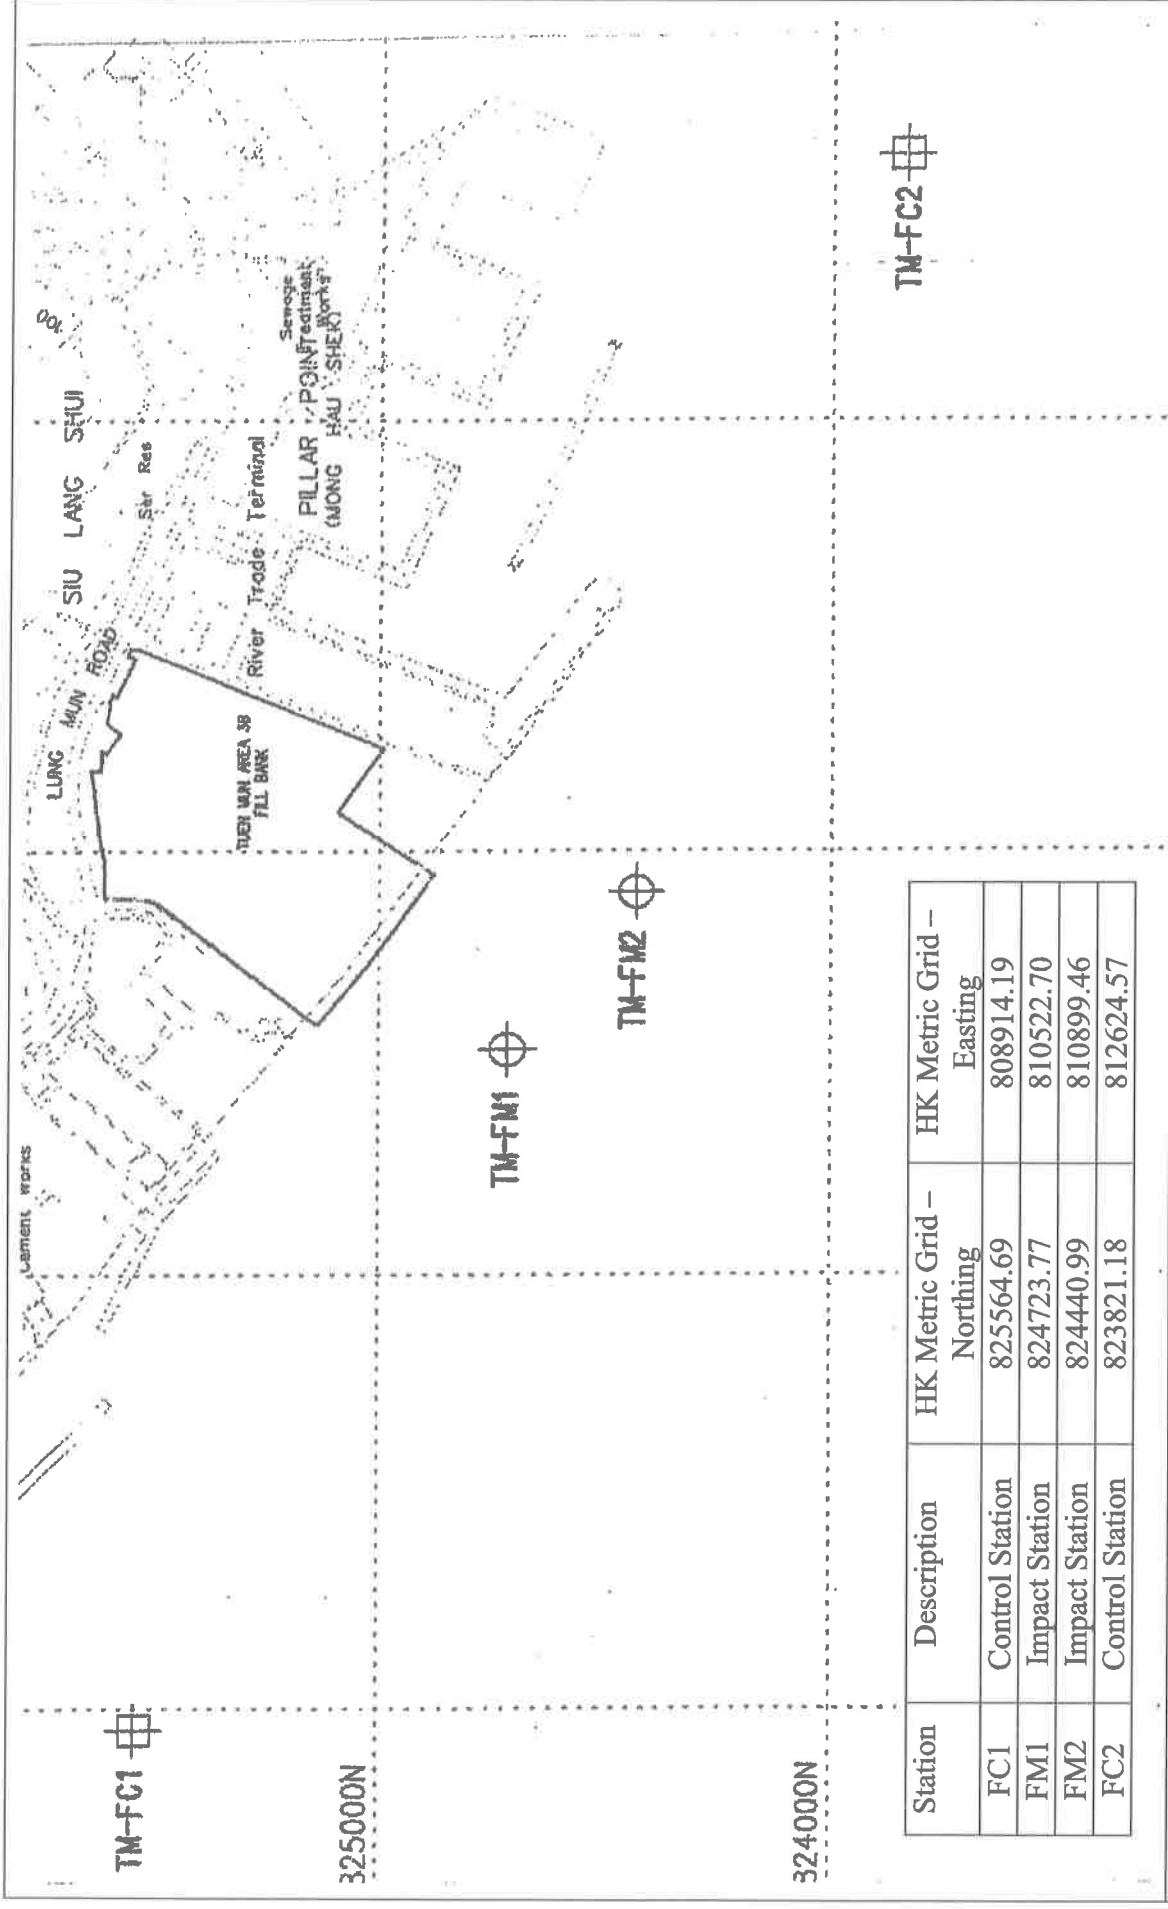 Cement Works
LUNG MUN ROAD
SIU LANG SHUI
100
Ser Res
TUEN MUN AREA 38
FILL BANK
River Trade Terminal
Sewage
Treatment
Works
PILLAR POINT
(MONG HAU SHEK)
TM-FC1
TM-FM1
TM-FM2
TM-FC2
325000N
324000N
Station Description HK Metric Grid – Northing HK Metric Grid – Easting
FC1 Control Station 825564.69 808914.19
FM1 Impact Station 824723.77 810522.70
FM2 Impact Station 824440.99 810899.46
FC2 Control Station 823821.18 812624.57